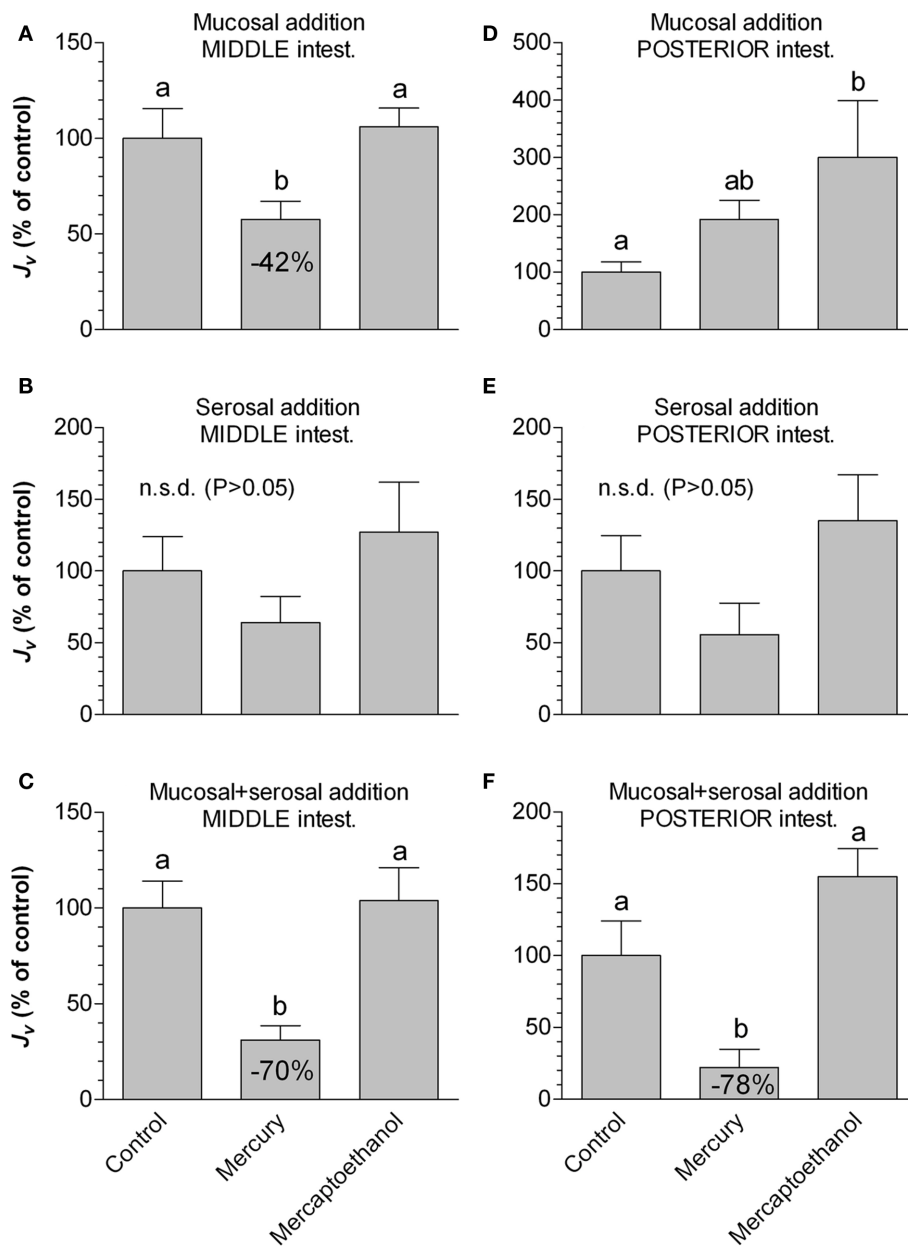 A
Mucosal addition
MIDDLE intest.
Jv (% of control)
150
100
50
0
a
b
a
-42%
D
Mucosal addition
POSTERIOR intest.
500
400
300
200
100
0
a
ab
b
B
Serosal addition
MIDDLE intest.
Jv (% of control)
200
150
100
50
0
n.s.d. (P>0.05)
E
Serosal addition
POSTERIOR intest.
200
150
100
50
0
n.s.d. (P>0.05)
C
Mucosal+serosal addition
MIDDLE intest.
Jv (% of control)
150
100
50
0
a
b
a
-70%
Control
Mercury
Mercaptoethanol
F
Mucosal+serosal addition
POSTERIOR intest.
200
150
100
50
0
a
b
a
-78%
Control
Mercury
Mercaptoethanol